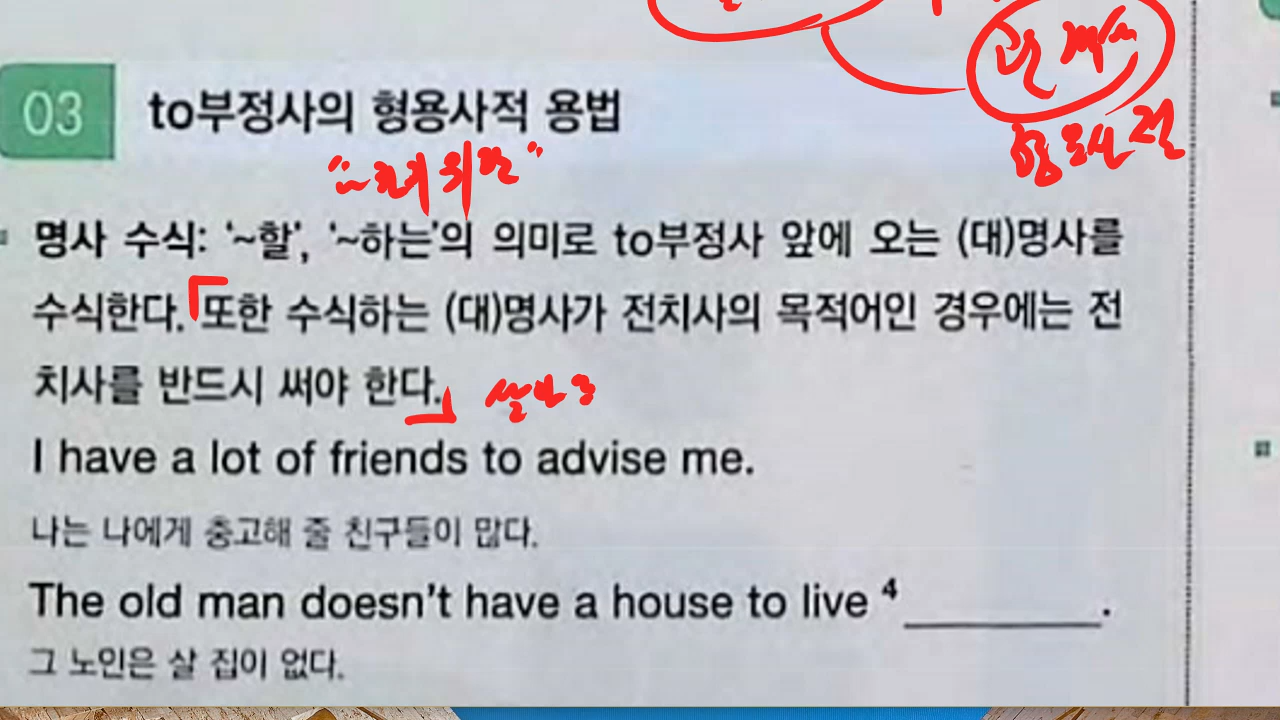 03 to부정사의 형용사적 용법
명사 수식: ‘~할’, ‘~하는’의 의미로 to부정사 앞에 오는 (대)명사를
수식한다. 또한 수식하는 (대)명사가 전치사의 목적어인 경우에는 전
치사를 반드시 써야 한다.
I have a lot of friends to advise me.
나는 나에게 충고해 줄 친구들이 많다.
The old man doesn't have a house to live ⁴ ________.
그 노인은 살 집이 없다.